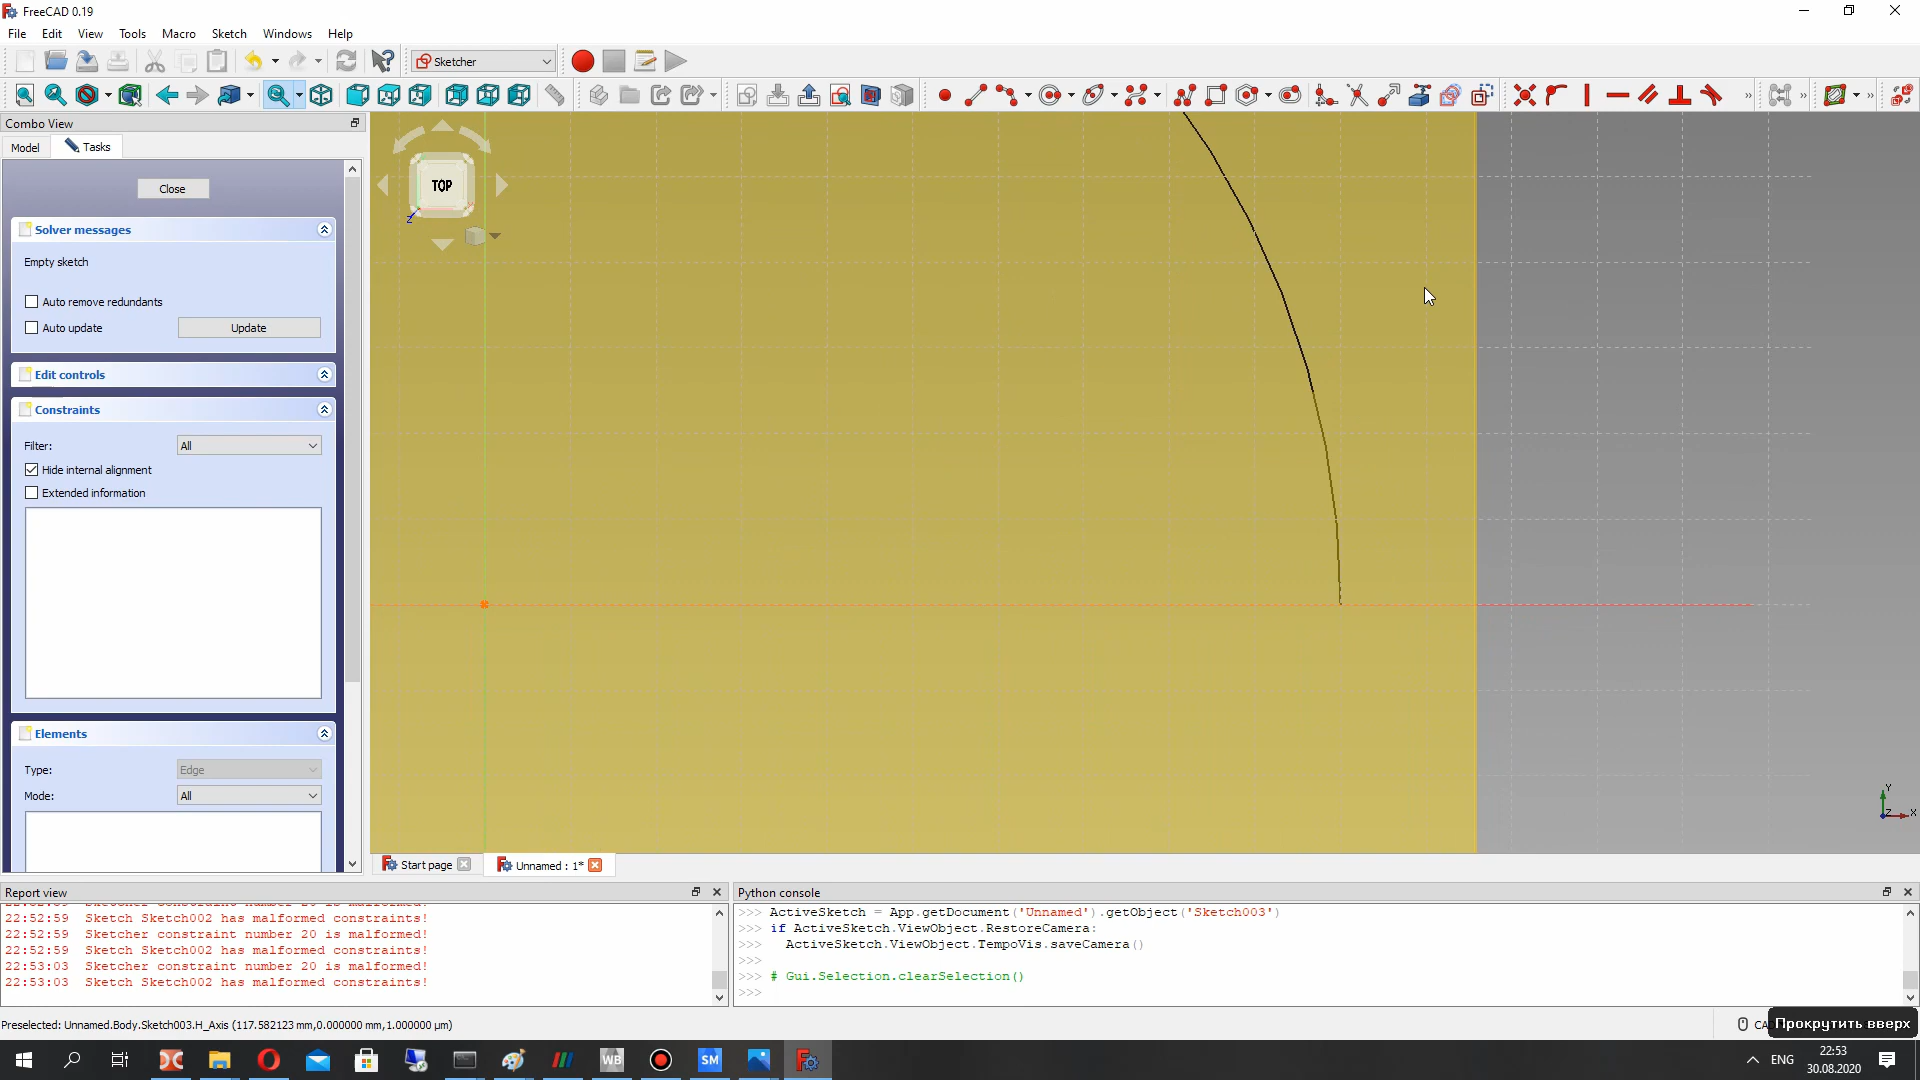 FreeCAD 0.19
File Edit View Tools Macro Sketch Windows Help
Sketcher
Combo View
Model Tasks
TOP
Close
Solver messages
Empty sketch
Auto remove redundants
Auto update Update
Edit controls
Constraints
Filter: All
Hide internal alignment
Extended information
Elements
Type: Edge
Mode: All
Z
Y
Z X
Start page Unnamed : 1*
Report view
22:52:59 Sketch Sketch002 has malformed constraints!
22:52:59 Sketcher constraint number 20 is malformed!
22:52:59 Sketch Sketch002 has malformed constraints!
22:53:03 Sketcher constraint number 20 is malformed!
22:53:03 Sketch Sketch002 has malformed constraints!
Python console
>>> ActiveSketch = App.getDocument('Unnamed').getObject('Sketch003')
>>> if ActiveSketch.ViewObject.RestoreCamera:
>>>   ActiveSketch.ViewObject.TempoVis.saveCamera()
>>>
>>> # Gui.Selection.clearSelection()
>>>
Preselected: Unnamed.Body.Sketch003.H_Axis (117.582123 mm,0.000000 mm,1.000000 µm)
CA
Прокрутить вверх
WB
SM
ENG
22:53
30.08.2020